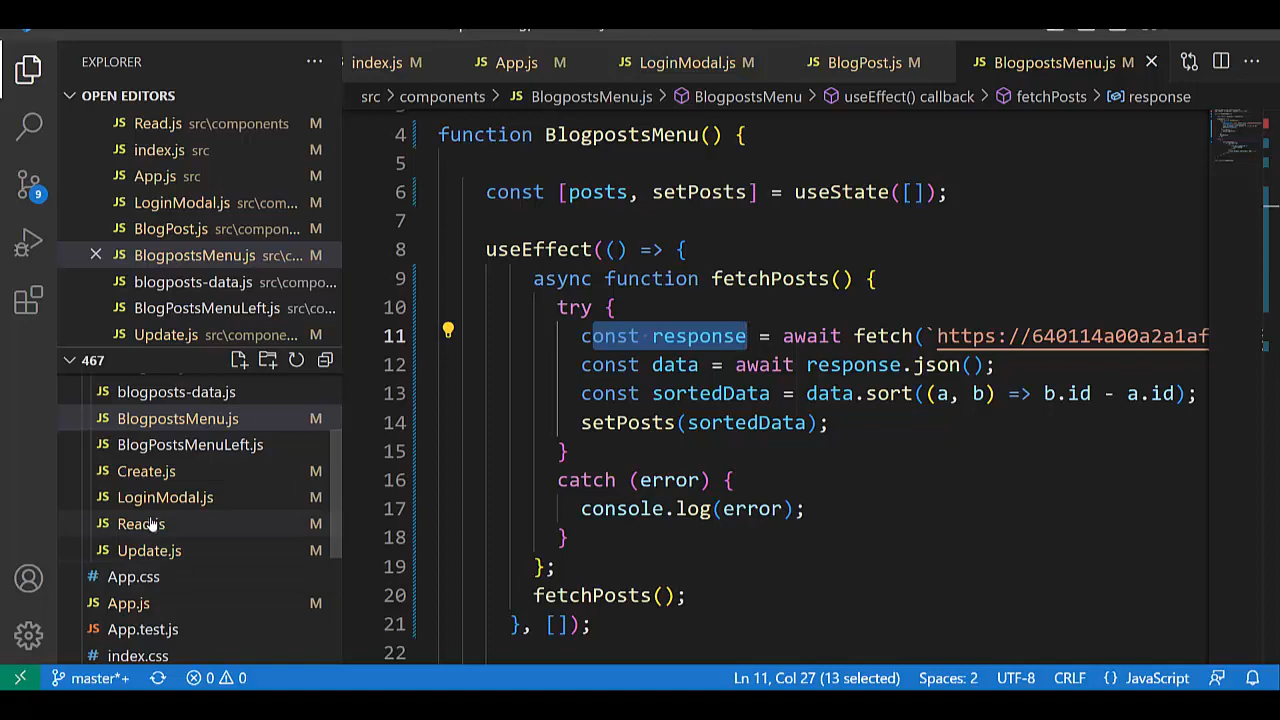 EXPLORER
OPEN EDITORS
Read.js src\components M
index.js src M
App.js src M
LoginModal.js src\com... M
BlogPost.js src\compon... M
BlogpostsMenu.js src\c... M
blogposts-data.js src\compo...
BlogPostsMenuLeft.js src\co...
Update.js src\compone... M
467
blogposts-data.js
BlogpostsMenu.js M
BlogPostsMenuLeft.js
Create.js M
LoginModal.js M
Read.js M
Update.js M
App.css
App.js M
App.test.js
index.css
index.js M
App.js M
LoginModal.js M
BlogPost.js M
BlogpostsMenu.js M
src > components > BlogpostsMenu.js > BlogpostsMenu > useEffect() callback > fetchPosts > response
4 function BlogpostsMenu() {
5
6 const [posts, setPosts] = useState([]);
7
8 useEffect(() => {
9 async function fetchPosts() {
10 try {
11 const response = await fetch(`https://640114a00a2a1af
12 const data = await response.json();
13 const sortedData = data.sort((a, b) => b.id - a.id);
14 setPosts(sortedData);
15 }
16 catch (error) {
17 console.log(error);
18 }
19 };
20 fetchPosts();
21 }, []);
22
9
master*+ 0 0 Ln 11, Col 27 (13 selected) Spaces: 2 UTF-8 CRLF {} JavaScript